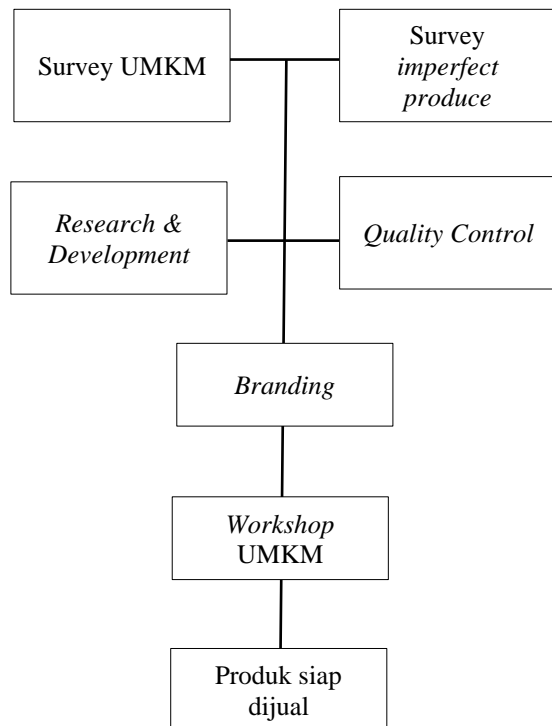 Survey UMKM
Survey
imperfect
produce
Research &
Development
Quality Control
Branding
Workshop
UMKM
Produk siap
dijual